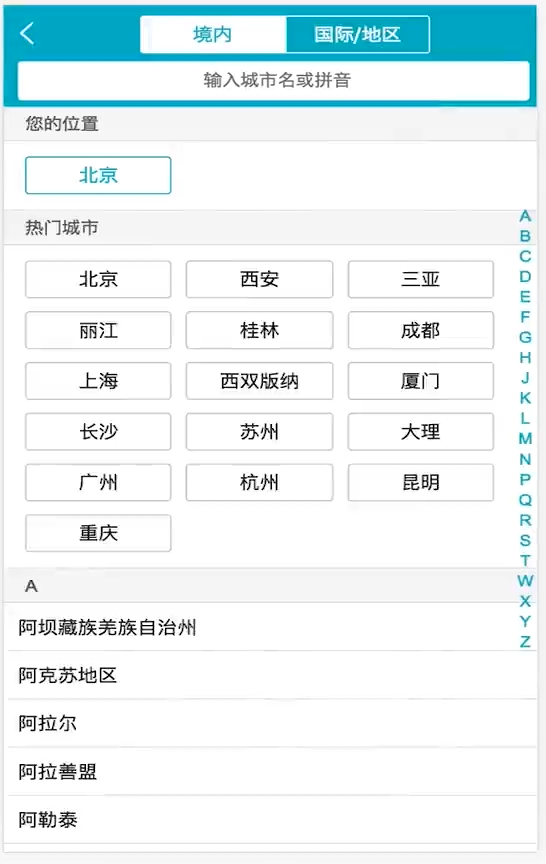 境内 国际/地区
输入城市名或拼音
您的位置
北京
热门城市
北京 西安 三亚
丽江 桂林 成都
上海 西双版纳 厦门
长沙 苏州 大理
广州 杭州 昆明
重庆
A
阿坝藏族羌族自治州
阿克苏地区
阿拉尔
阿拉善盟
阿勒泰
A
B
C
D
E
F
G
H
J
K
L
M
N
P
Q
R
S
T
W
X
Y
Z